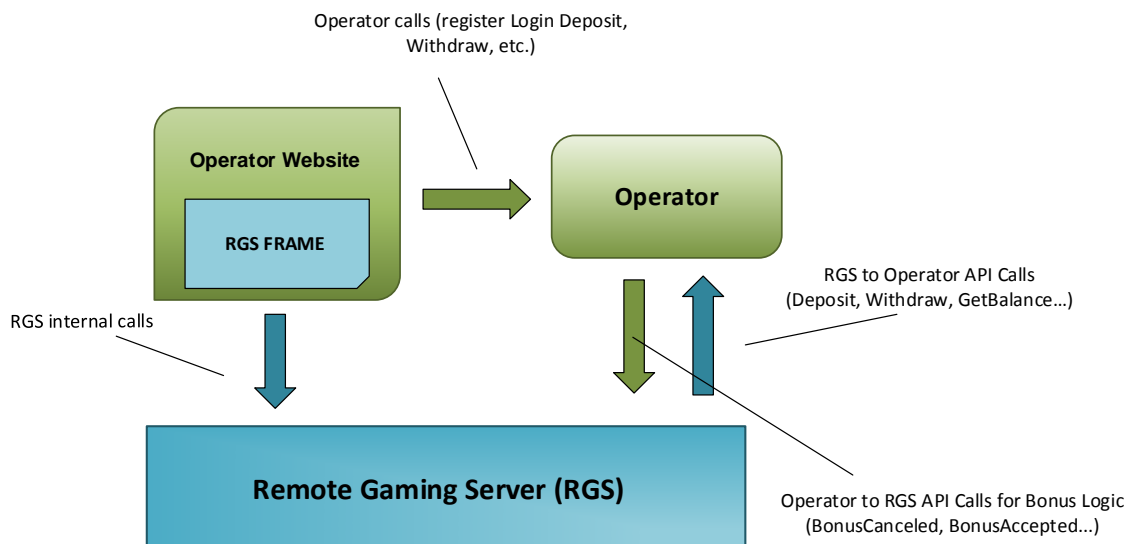 Operator calls (register Login Deposit,
Withdraw, etc.)
Operator Website
RGS FRAME
Operator
RGS to Operator API Calls
(Deposit, Withdraw, GetBalance...)
RGS internal calls
Remote Gaming Server (RGS)
Operator to RGS API Calls for Bonus Logic
(BonusCanceled, BonusAccepted...)